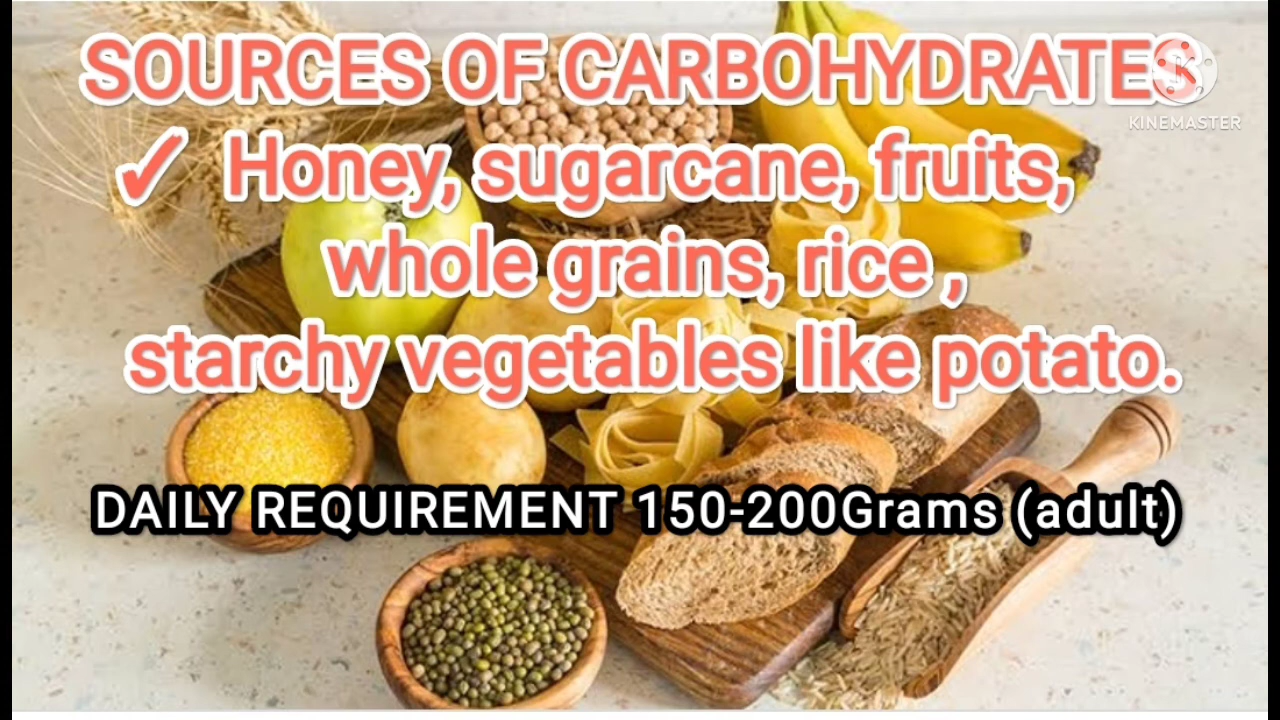 SOURCES OF CARBOHYDRATES
K
KINEMASTER
✓ Honey, sugarcane, fruits,
whole grains, rice ,
starchy vegetables like potato.
DAILY REQUIREMENT 150-200Grams (adult)